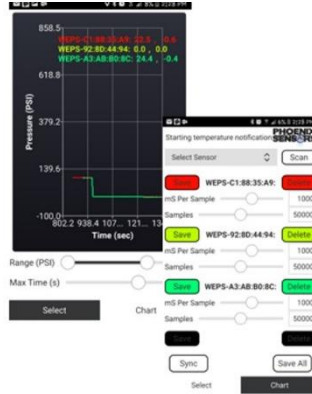 858.5
WEPS-C1:88:35:A9: 22.5 , -0.6
WEPS-92:8D:44:94: 0.0 , 0.0
WEPS-A3:AB:B0:8C: 24.4 , -0.4
618.8
379.2
139.6
-100.0
802.2 938.4 107... 121... 13
Pressure (PSI)
Time (sec)
Range (PSI)
Max Time (s)
Select
Chart
Starting temperature notifications
PHOENIX
SENSORS
Select Sensor
Scan
Save
WEPS-C1:88:35:A9:
Delete
mS Per Sample
1000
Samples
50000
Save
WEPS-92:8D:44:94:
Delete
mS Per Sample
1000
Samples
50000
Save
WEPS-A3:AB:B0:8C:
Delete
mS Per Sample
1000
Samples
50000
Save
Delete
Sync
Save All
Select
Chart